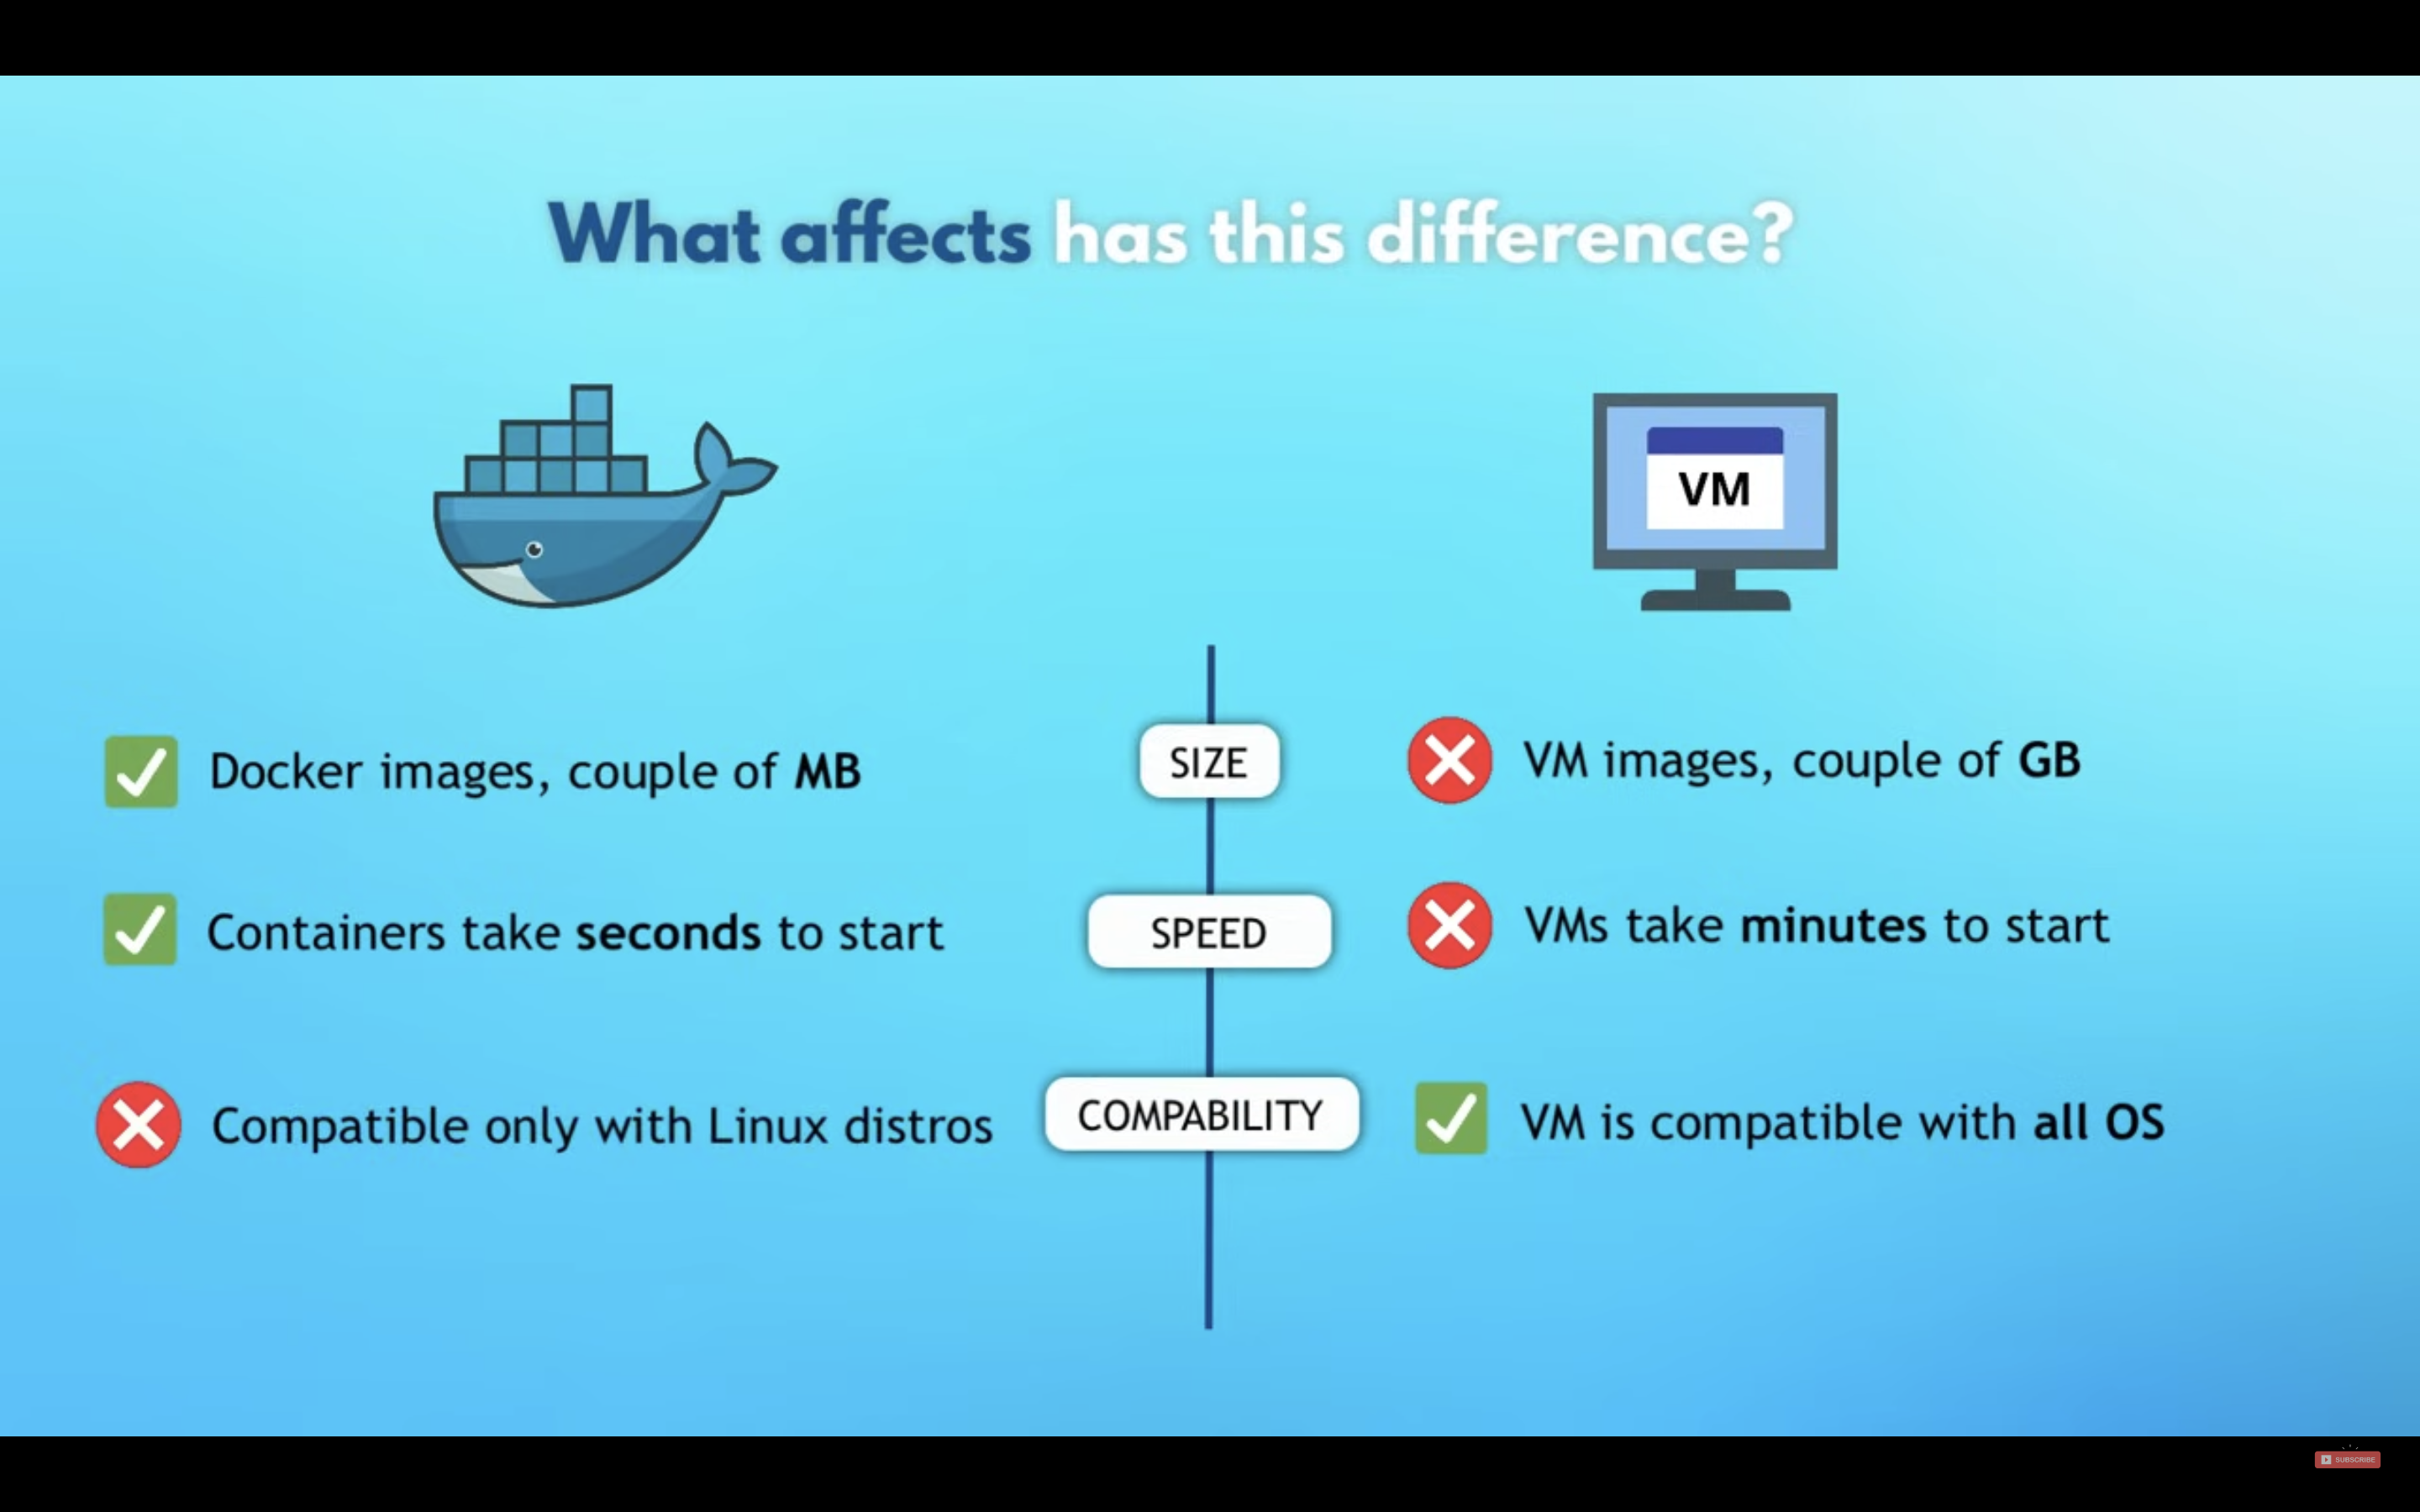 What affects has this difference?
VM
Docker images, couple of MB
SIZE
VM images, couple of GB
Containers take seconds to start
SPEED
VMs take minutes to start
Compatible only with Linux distros
COMPABILITY
VM is compatible with all OS
SUBSCRIBE